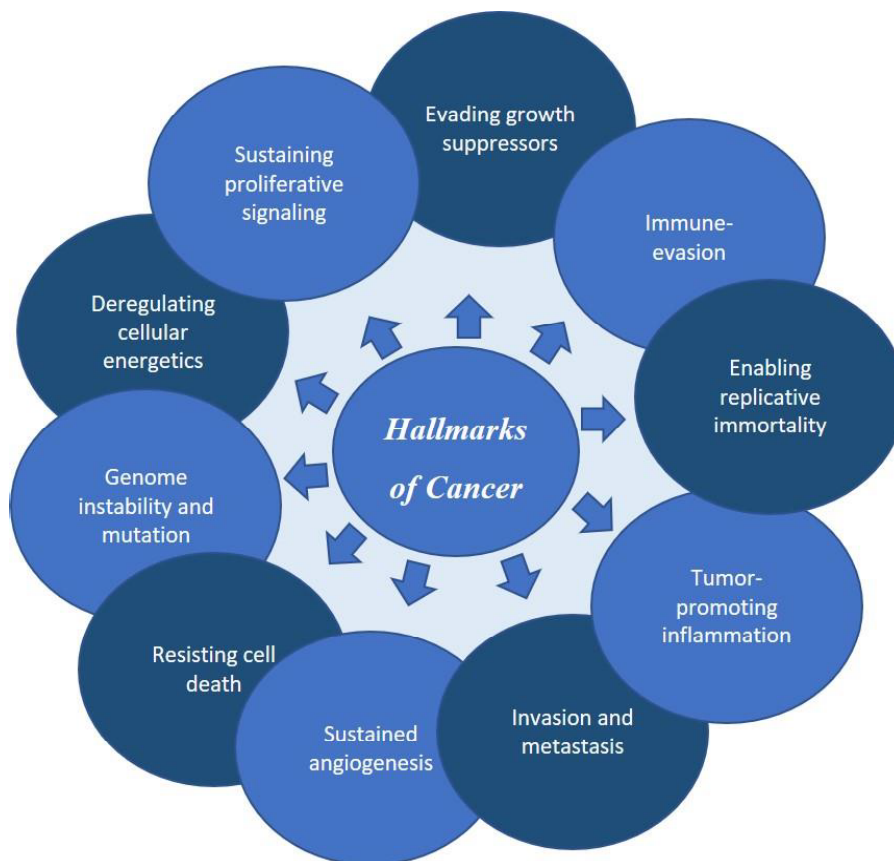 Evading growth
suppressors
Sustaining
proliferative
signaling
Immune-
evasion
Deregulating
cellular
energetics
Enabling
replicative
immortality
Hallmarks
of Cancer
Genome
instability and
mutation
Tumor-
promoting
inflammation
Resisting cell
death
Invasion and
metastasis
Sustained
angiogenesis